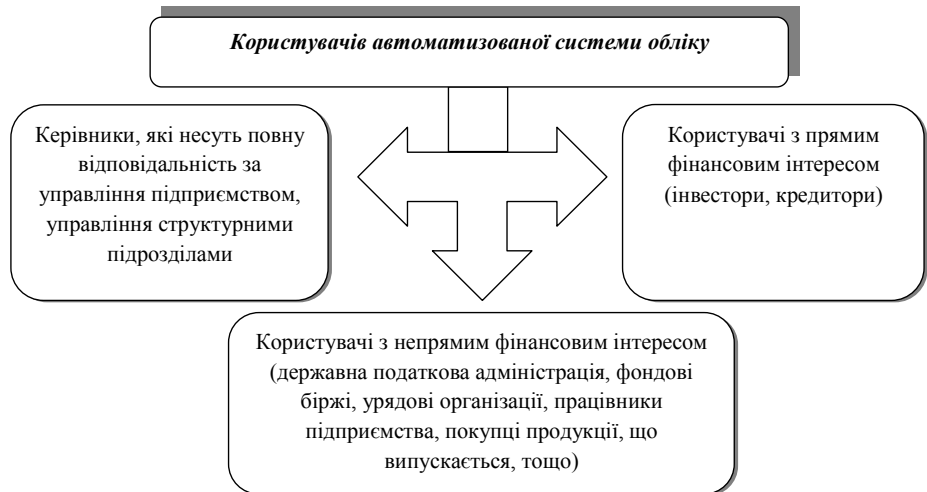 Користувачів автоматизованої системи обліку
Керівники, які несуть повну
відповідальність за
управління підприємством,
управління структурними
підрозділами
Користувачі з прямим
фінансовим інтересом
(інвестори, кредитори)
Користувачі з непрямим фінансовим інтересом
(державна податкова адміністрація, фондові
біржі, урядові організації, працівники
підприємства, покупці продукції, що
випускається, тощо)